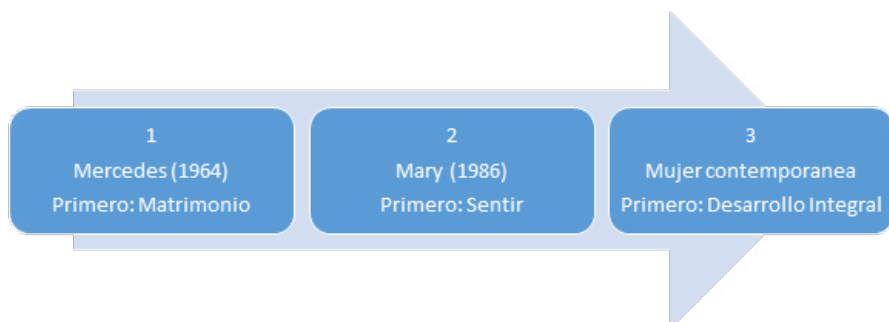 1
Mercedes (1964)
Primero: Matrimonio
2
Mary (1986)
Primero: Sentir
3
Mujer contemporanea
Primero: Desarrollo Integral